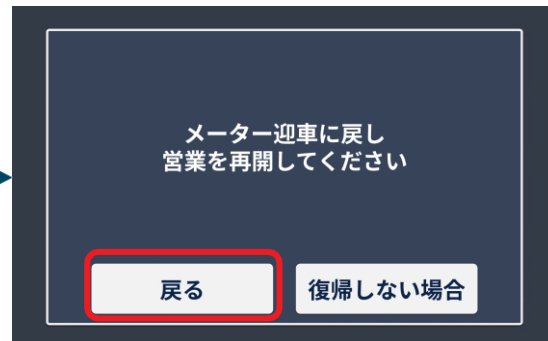 メーター迎車に戻し
営業を再開してください
戻る
復帰しない場合